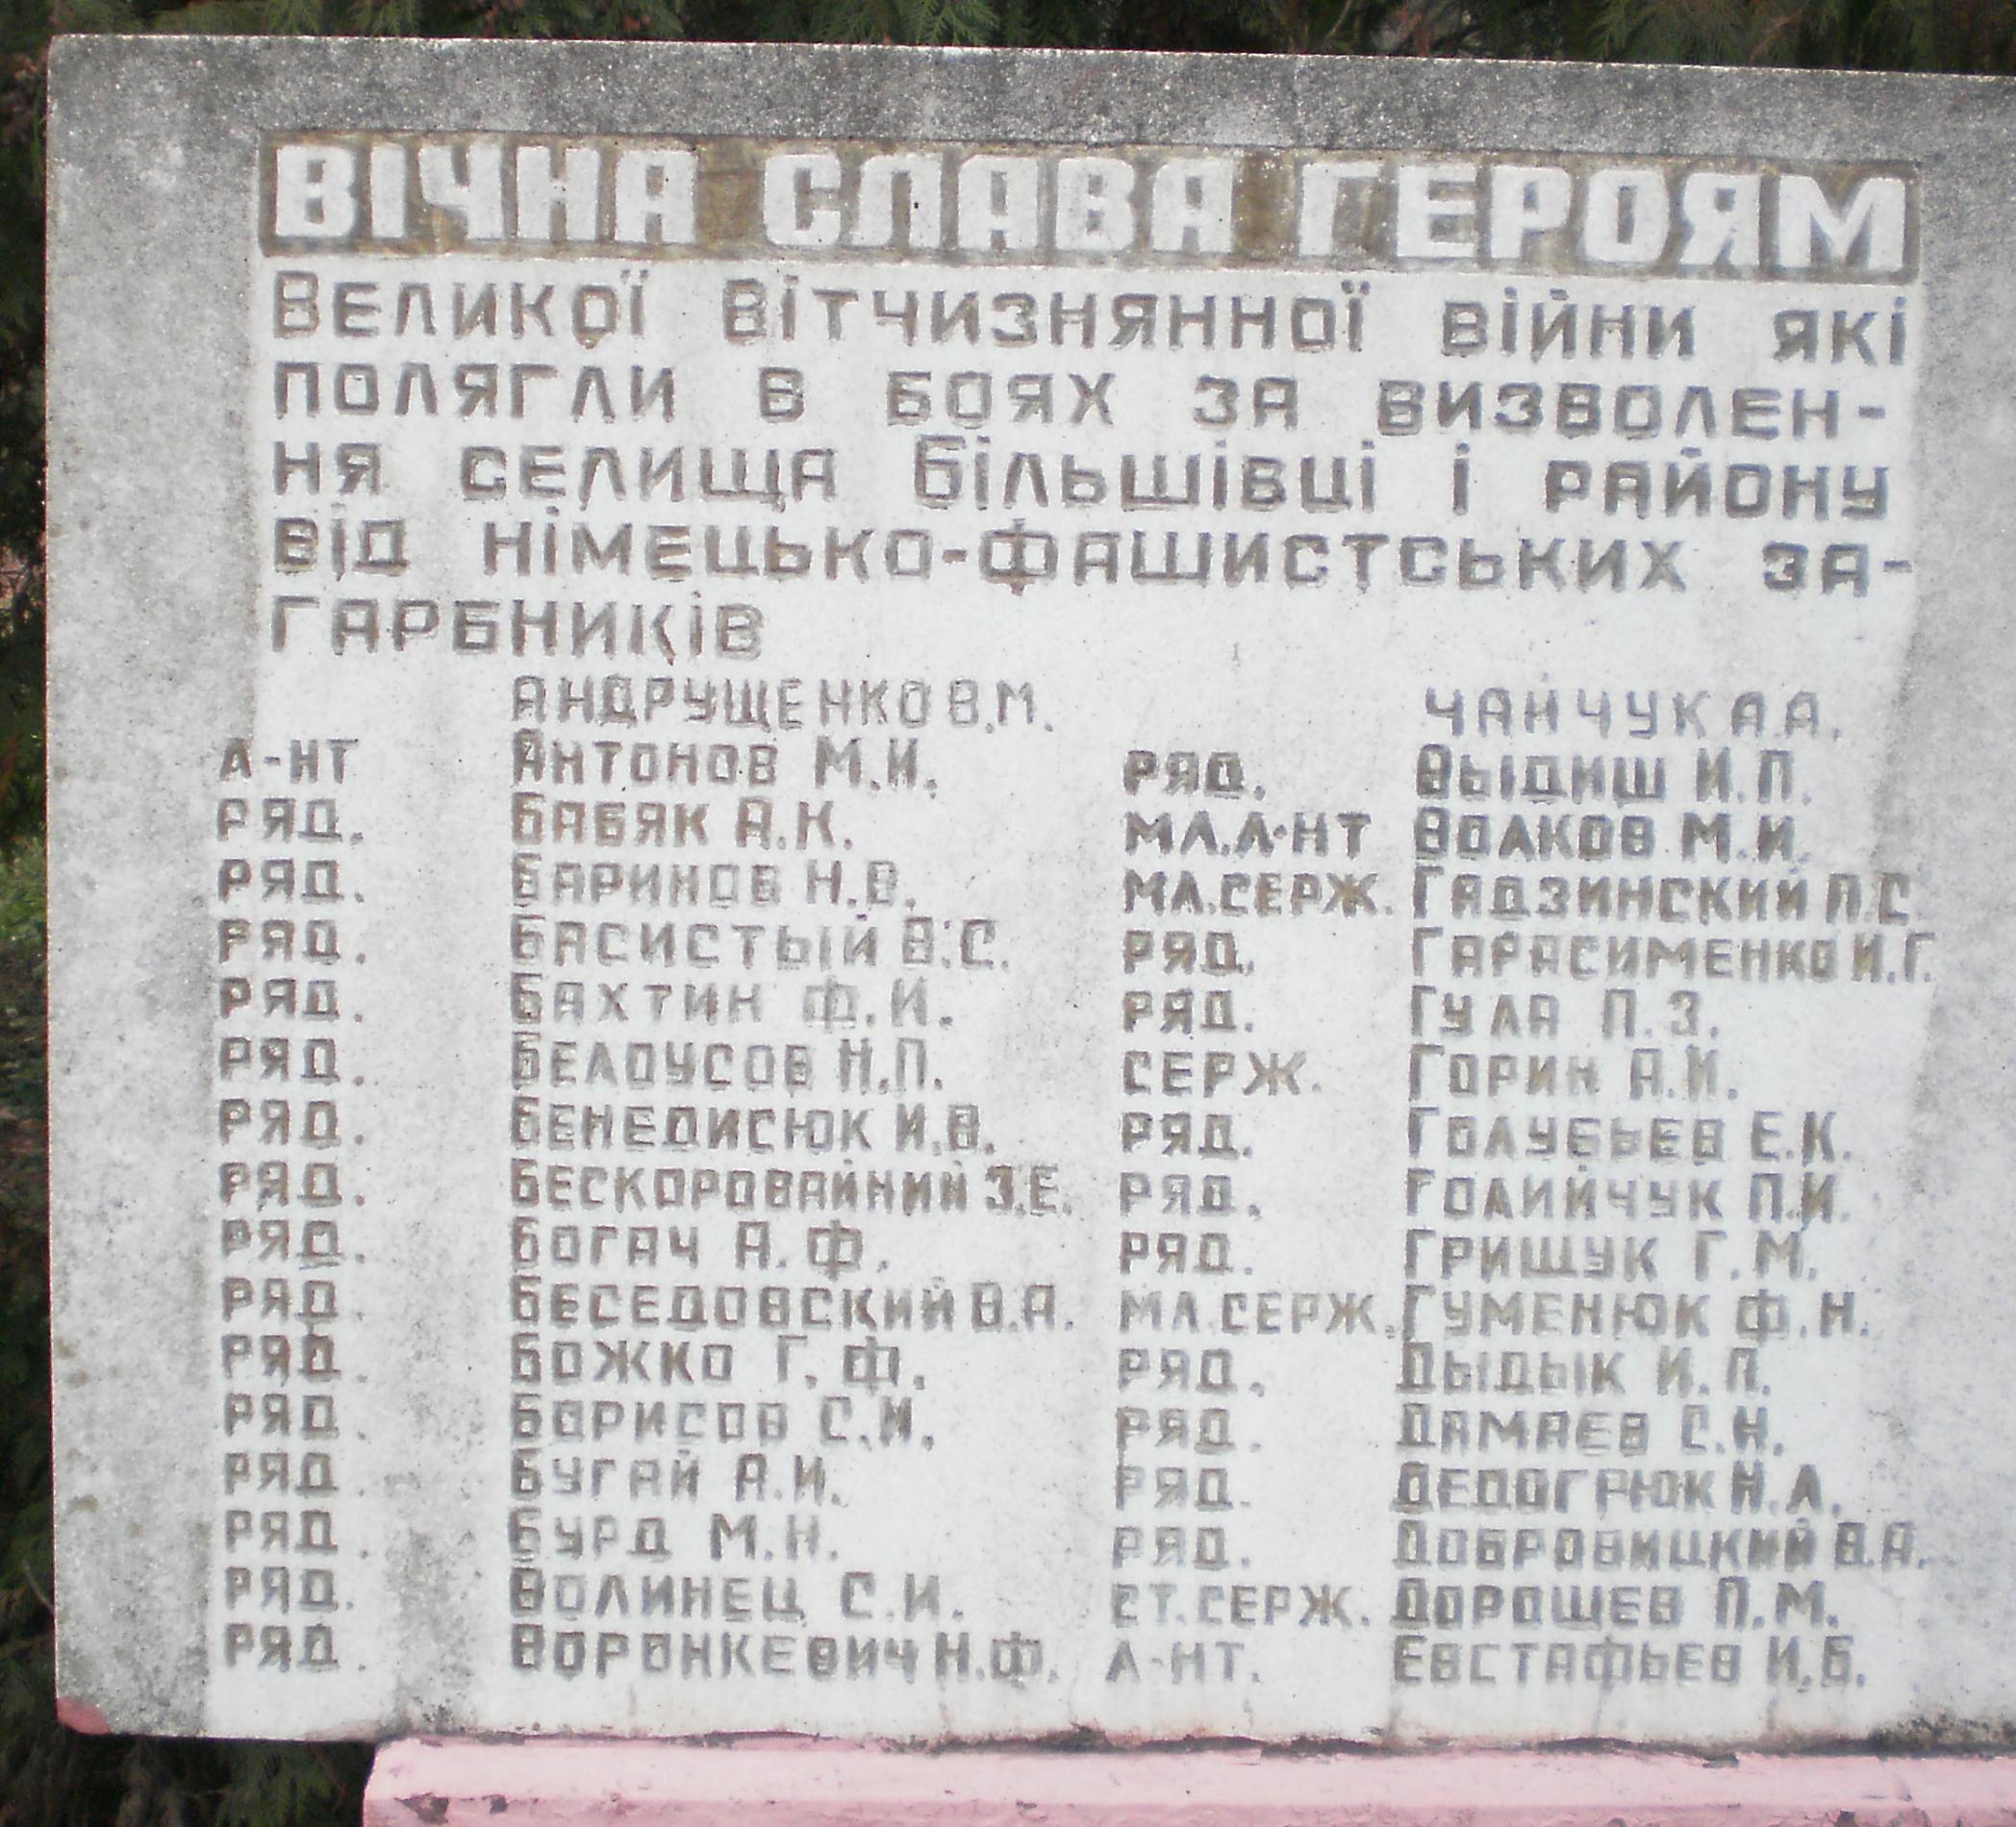 ВІЧНА СЛАВА ГЕРОЯМ
ВЕЛИКОЇ ВІТЧИЗНЯННОЇ ВІЙНИ ЯКІ
ПОЛЯГЛИ В БОЯХ ЗА ВИЗВОЛЕН-
НЯ СЕЛИЩА БІЛЬШІВЦІ І РАЙОНУ
ВІД НІМЕЦЬКО-ФАШИСТСЬКИХ ЗА-
ГАРБНИКІВ
АНДРУЩЕНКО В.М.
Л-НТ АНТОНОВ М.И.
РЯД. БАБЯК А.К.
РЯД. БАРИНОВ Н.В.
РЯД. БАСИСТЫЙ В.С.
РЯД. БАХТИН Ф.И.
РЯД. БЕЛОУСОВ Н.П.
РЯД. БЕНЕДИСЮК И.В.
РЯД. БЕСКОРОВАЙНИЙ З.Е.
РЯД. БОГАЧ А.Ф.
РЯД. БЕСЕДОВСКИЙ В.А.
РЯД. БОЖКО Г.Ф.
РЯД. БОРИСОВ С.И.
РЯД. БУГАЙ А.И.
РЯД. БУРД М.Н.
РЯД. ВОЛИНЕЦ С.И.
РЯД. ВОРОНКЕВИЧ Н.Ф.
ЧАЙЧУК А.А.
РЯД. ВЫДИШ И.П.
МЛ.Л-НТ ВОЛКОВ М.И.
МЛ.СЕРЖ. ГАДЗИНСКИЙ П.С
РЯД. ГАРАСИМЕНКО И.Г.
РЯД. ГУЛА П.З.
СЕРЖ. ГОРИН А.И.
РЯД. ГОЛУБЬЕВ Е.К.
РЯД. ГОЛИЙЧУК П.И.
РЯД. ГРИЩУК Г.М.
МЛ.СЕРЖ. ГУМЕНЮК Ф.Н.
РЯД. ДЫДЫК И.П.
РЯД. ДАМАЕВ С.Н.
РЯД. ДЕДОГРЮК Н.Л.
РЯД. ДОБРОВИЦКИЙ В.А.
СТ.СЕРЖ. ДОРОШЕВ П.М.
Л-НТ. ЕВСТАФЬЕВ И.Б.